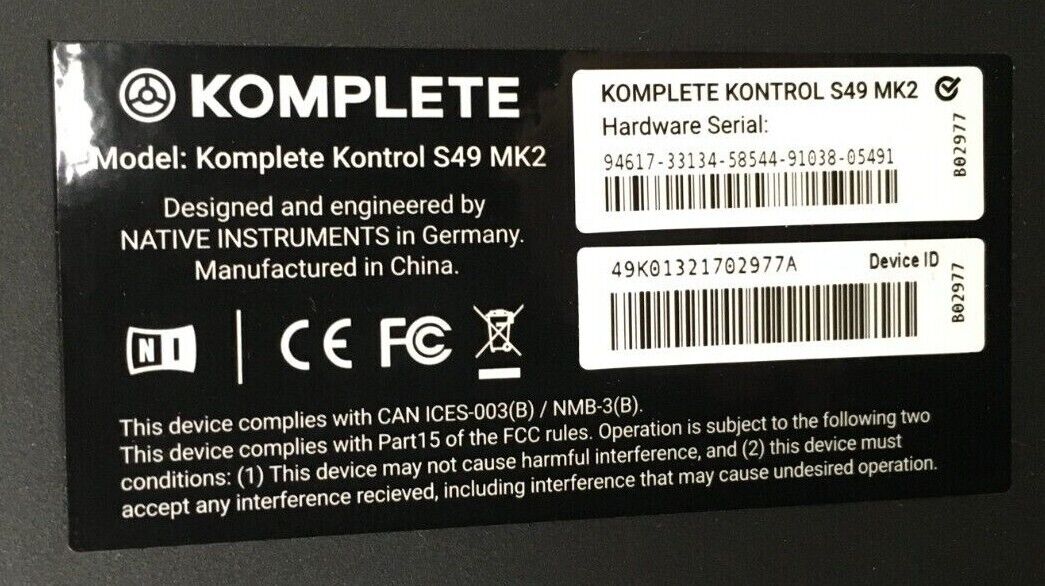 KOMPLETE
Model: Komplete Kontrol S49 MK2
Designed and engineered by
NATIVE INSTRUMENTS in Germany.
Manufactured in China.
NI
CE FC
This device complies with CAN ICES-003(B) / NMB-3(B).
This device complies with Part15 of the FCC rules. Operation is subject to the following two
conditions: (1) This device may not cause harmful interference, and (2) this device must
accept any interference recieved, including interference that may cause undesired operation.
KOMPLETE KONTROL S49 MK2
Hardware Serial:
94617-33134-58544-91038-05491
B02977
49K01321702977A Device ID
B02977